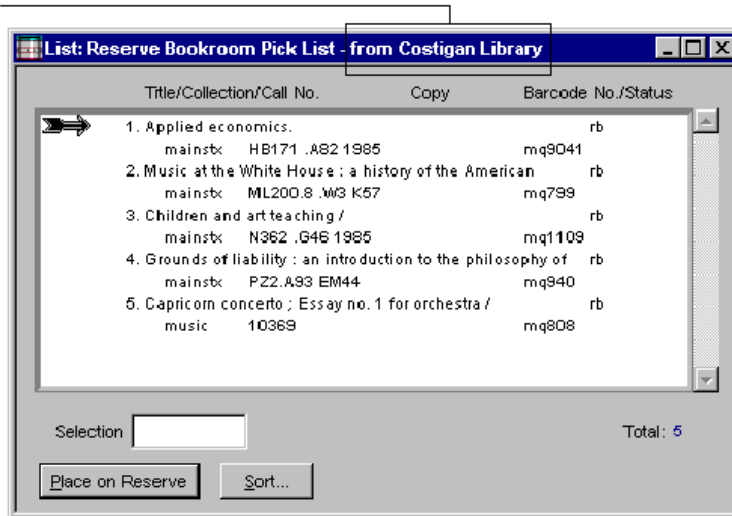 List: Reserve Bookroom Pick List - from Costigan Library
Title/Collection/Call No. Copy Barcode No./Status
1. Applied economics. rb
mainstx HB171 .A82 1985 mq9041
2. Music at the White House : a history of the American rb
mainstx ML200.8 .W3 K57 mq799
3. Children and art teaching / rb
mainstx N362 .G46 1985 mq1109
4. Grounds of liability : an introduction to the philosophy of rb
mainstx PZ2.A93 EM44 mq940
5. Capricorn concerto ; Essay no. 1 for orchestra / rb
music 10369 mq808
Selection Total: 5
Place on Reserve Sort...